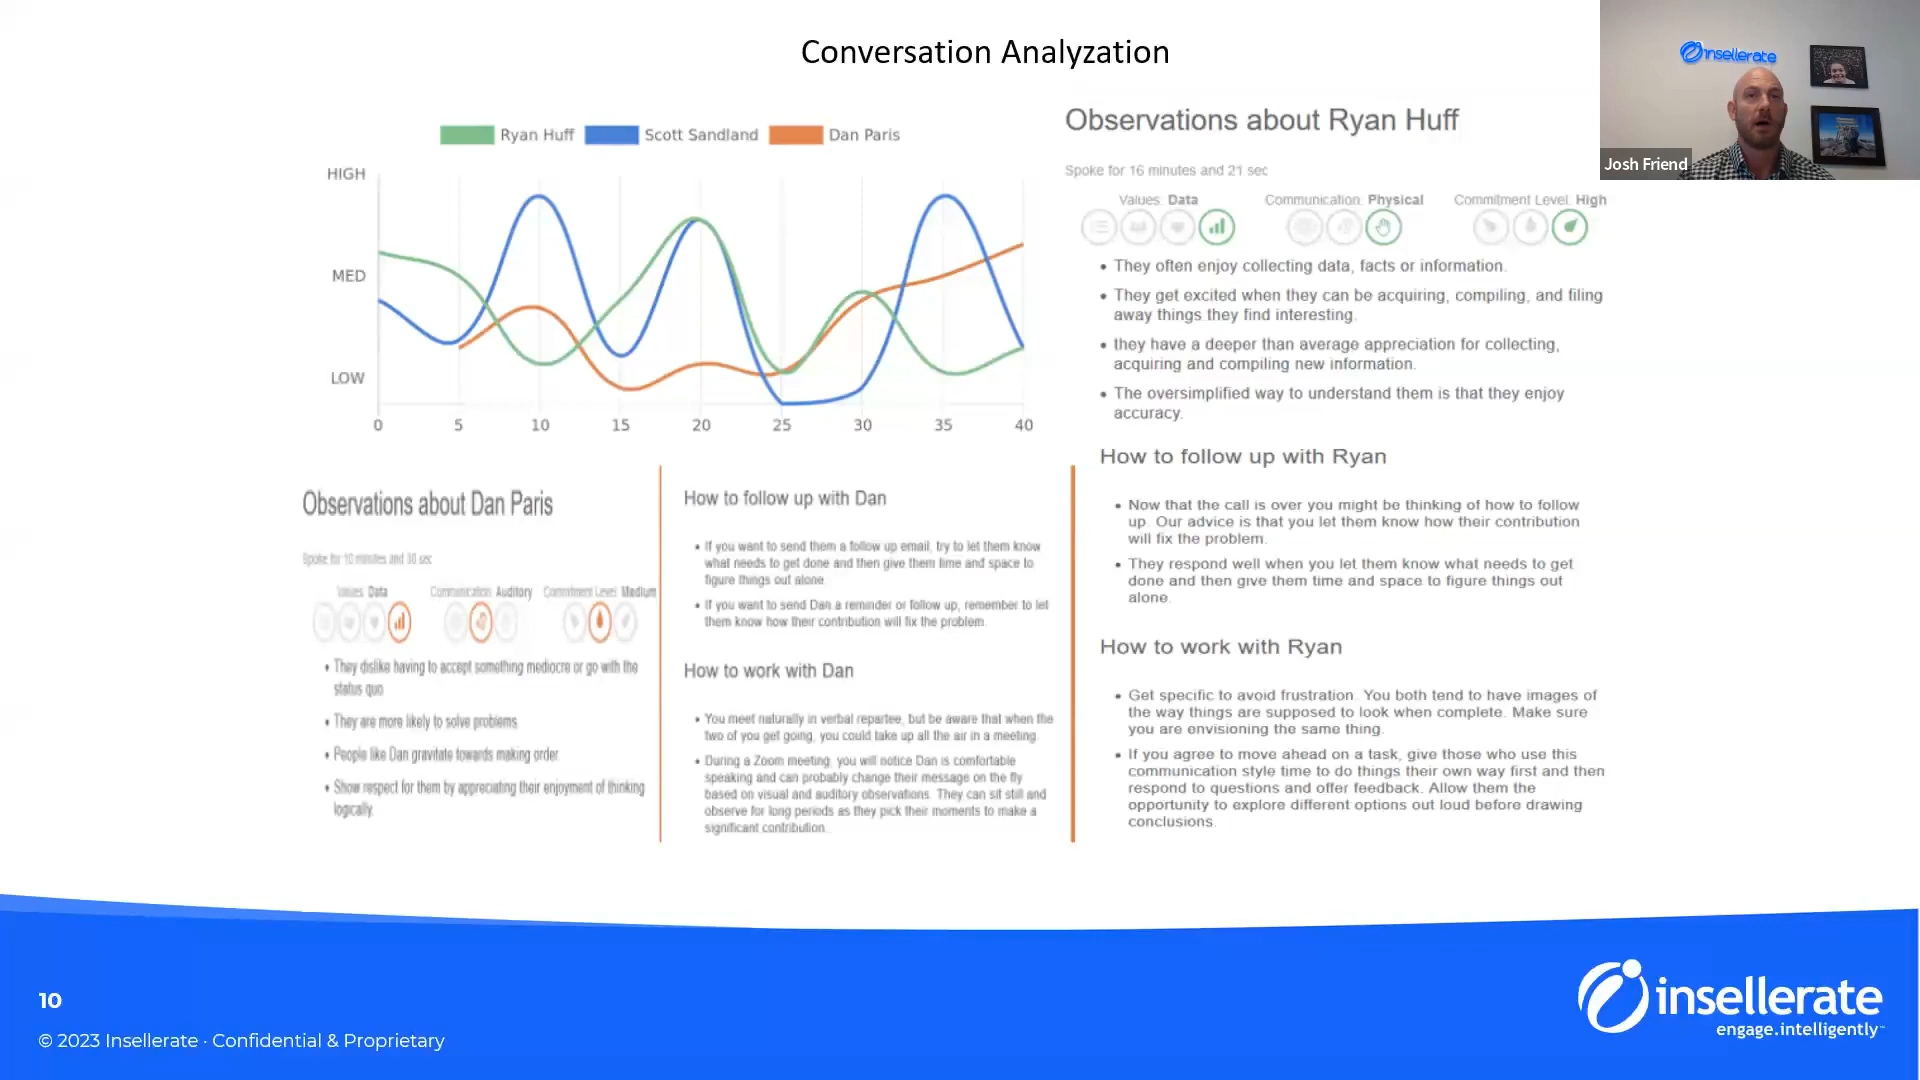 Conversation Analyzation
insellerate
Josh Friend
Ryan Huff Scott Sandland Dan Paris
HIGH
MED
LOW
0 5 10 15 20 25 30 35 40
Observations about Ryan Huff
Spoke for 16 minutes and 21 sec
Values: Data Communication: Physical Commitment Level: High
• They often enjoy collecting data, facts or information.
• They get excited when they can be acquiring, compiling, and filing
away things they find interesting.
• they have a deeper than average appreciation for collecting,
acquiring and compiling new information.
• The oversimplified way to understand them is that they enjoy
accuracy.
How to follow up with Ryan
• Now that the call is over you might be thinking of how to follow
up. Our advice is that you let them know how their contribution
will fix the problem.
• They respond well when you let them know what needs to get
done and then give them time and space to figure things out
alone.
How to work with Ryan
• Get specific to avoid frustration. You both tend to have images of
the way things are supposed to look when complete. Make sure
you are envisioning the same thing.
• If you agree to move ahead on a task, give those who use this
communication style time to do things their own way first and then
respond to questions and offer feedback. Allow them the
opportunity to explore different options out loud before drawing
conclusions.
Observations about Dan Paris
Spoke for 10 minutes and 30 sec
Values: Data Communication: Auditory Commitment Level: Medium
• They dislike having to accept something mediocre or go with the
status quo
• They are more likely to solve problems
• People like Dan gravitate towards making order.
• Show respect for them by appreciating their enjoyment of thinking
logically.
How to follow up with Dan
• If you want to send them a follow up email, try to let them know
what needs to get done and then give them time and space to
figure things out alone.
• If you want to send Dan a reminder or follow up, remember to let
them know how their contribution will fix the problem.
How to work with Dan
• You meet naturally in verbal repartee, but be aware that when the
two of you get going, you could take up all the air in a meeting.
• During a Zoom meeting, you will notice Dan is comfortable
speaking and can probably change their message on the fly
based on visual and auditory observations. They can sit still and
observe for long periods as they pick their moments to make a
significant contribution.
10
© 2023 Insellerate · Confidential & Proprietary
insellerate
engage.intelligently™